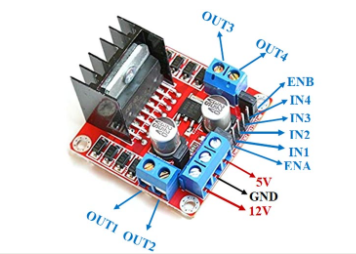 OUT3
OUT4
ENB
IN4
IN3
IN2
IN1
ENA
5V
GND
12V
OUT1
OUT2